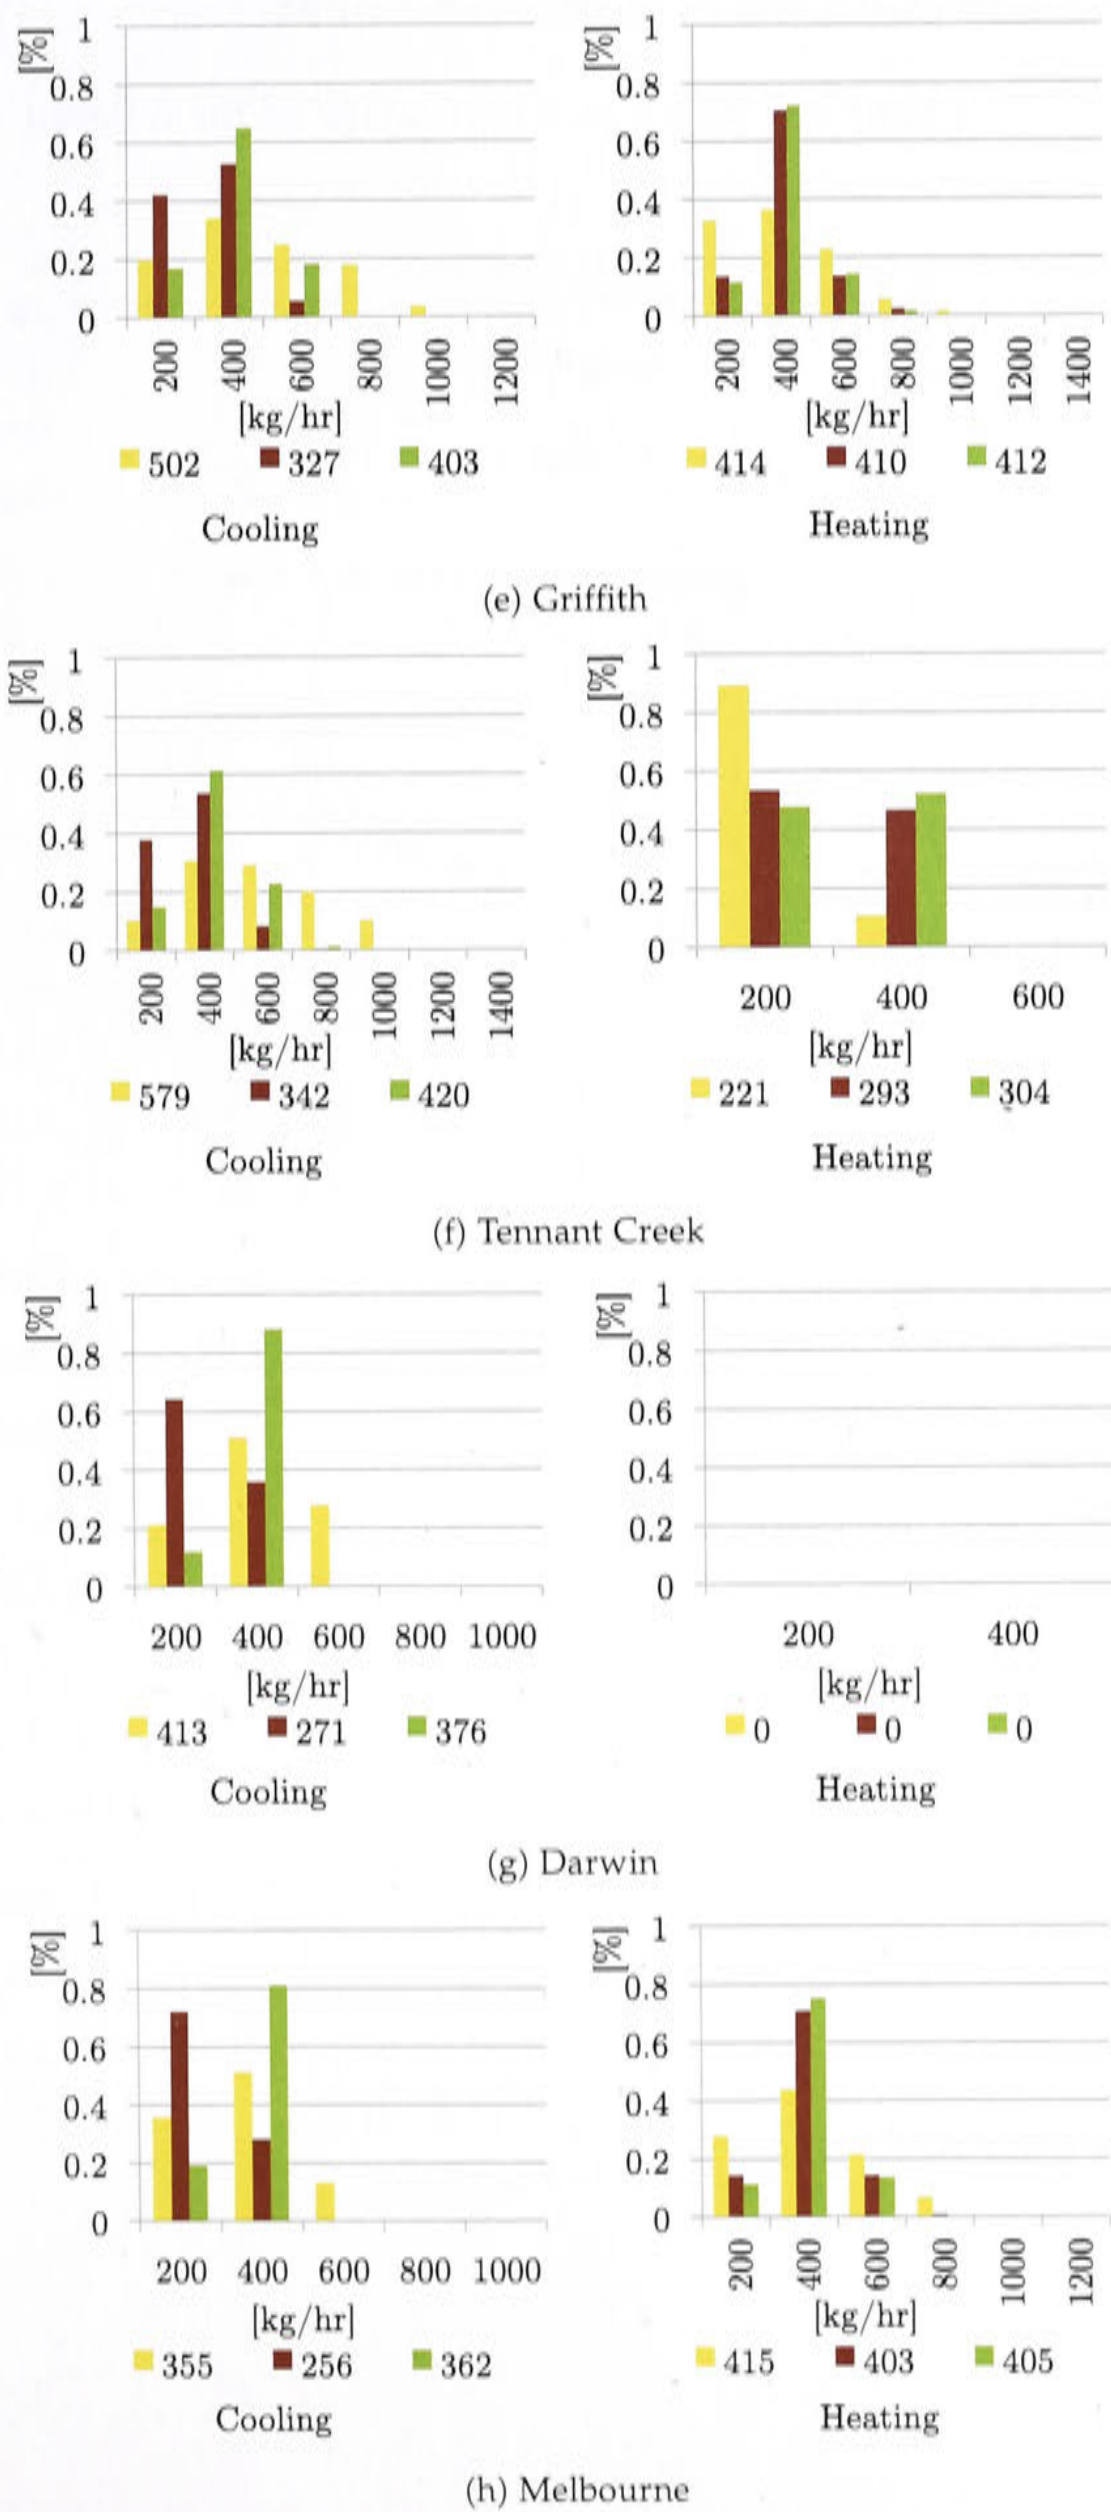 [%] 1 [%] 1
0.8 0.8
0.6 0.6
0.4 0.4
0.2 0.2
0 0
200 400 600 800 1000 1200 200 400 600 800 1000 1200 1400
[kg/hr] [kg/hr]
502 327 403 414 410 412
Cooling Heating
(e) Griffith
[%] 1 [%] 1
0.8 0.8
0.6 0.6
0.4 0.4
0.2 0.2
0 0
200 400 600 800 1000 1200 1400 200 400 600
[kg/hr] [kg/hr]
579 342 420 221 293 304
Cooling Heating
(f) Tennant Creek
[%] 1 [%] 1
0.8 0.8
0.6 0.6
0.4 0.4
0.2 0.2
0 0
200 400 600 800 1000 200 400
[kg/hr] [kg/hr]
413 271 376 0 0 0
Cooling Heating
(g) Darwin
[%] 1 [%] 1
0.8 0.8
0.6 0.6
0.4 0.4
0.2 0.2
0 0
200 400 600 800 1000 200 400 600 800 1000 1200
[kg/hr] [kg/hr]
355 256 362 415 403 405
Cooling Heating
(h) Melbourne